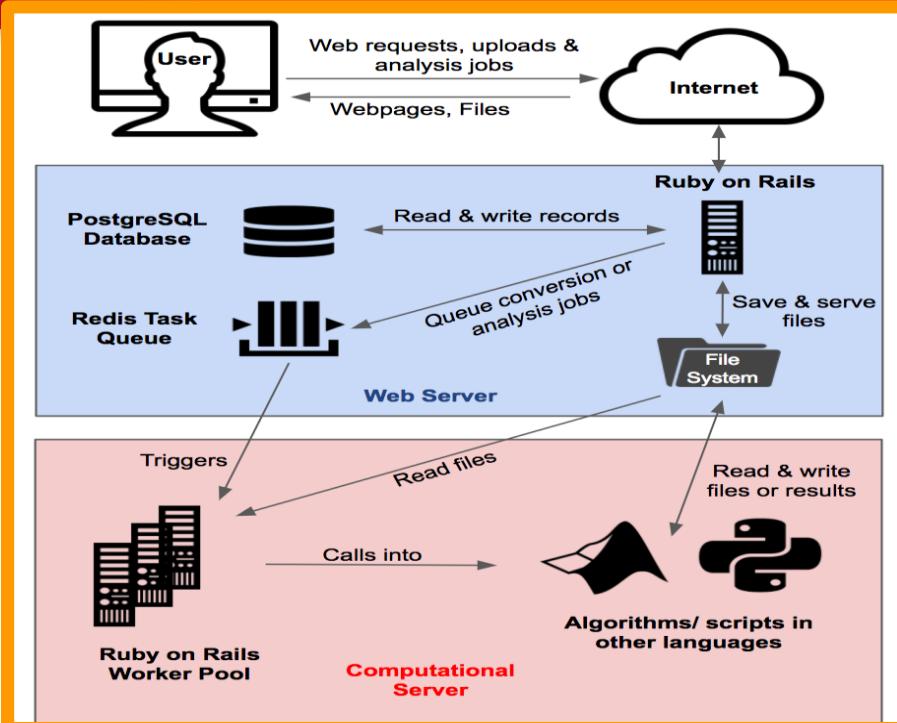 User
Web requests, uploads &
analysis jobs
Webpages, Files
Internet
Ruby on Rails
PostgreSQL
Database
Read & write records
Queue conversion or
analysis jobs
Save & serve
files
Redis Task
Queue
File
System
Web Server
Triggers
Read files
Read & write
files or results
Calls into
Algorithms/ scripts in
other languages
Ruby on Rails
Worker Pool
Computational
Server